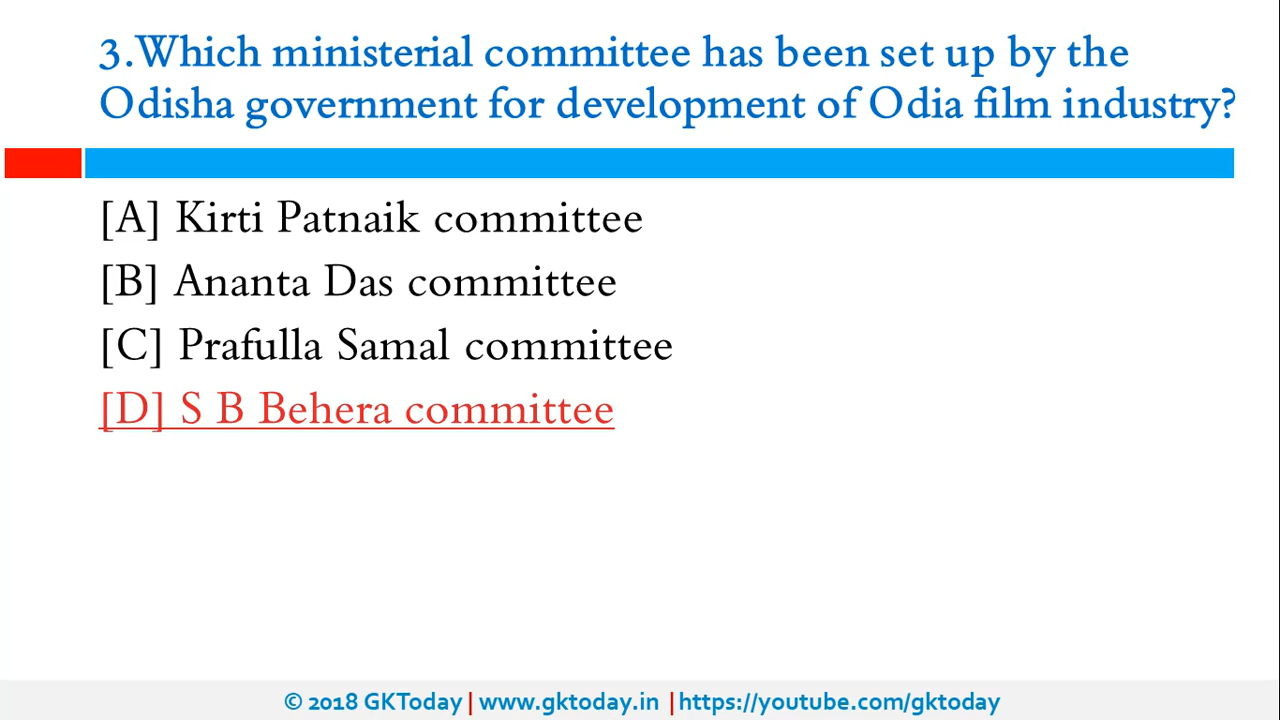 3.Which ministerial committee has been set up by the
Odisha government for development of Odia film industry?
[A] Kirti Patnaik committee
[B] Ananta Das committee
[C] Prafulla Samal committee
[D] S B Behera committee
© 2018 GKToday | www.gktoday.in | https://youtube.com/gktoday